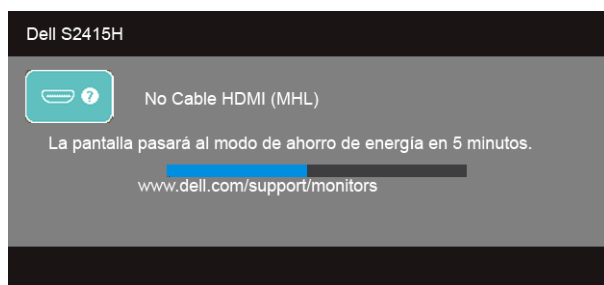 Dell S2415H
?
No Cable HDMI (MHL)
La pantalla pasará al modo de ahorro de energía en 5 minutos.
www.dell.com/support/monitors